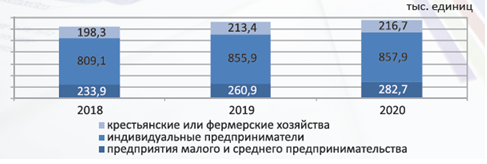 тыс. единиц
198,3 213,4 216,7
809,1 855,9 857,9
233,9 260,9 282,7
2018 2019 2020
крестьянские или фермерские хозяйства
индивидуальные предприниматели
предприятия малого и среднего предпринимательства